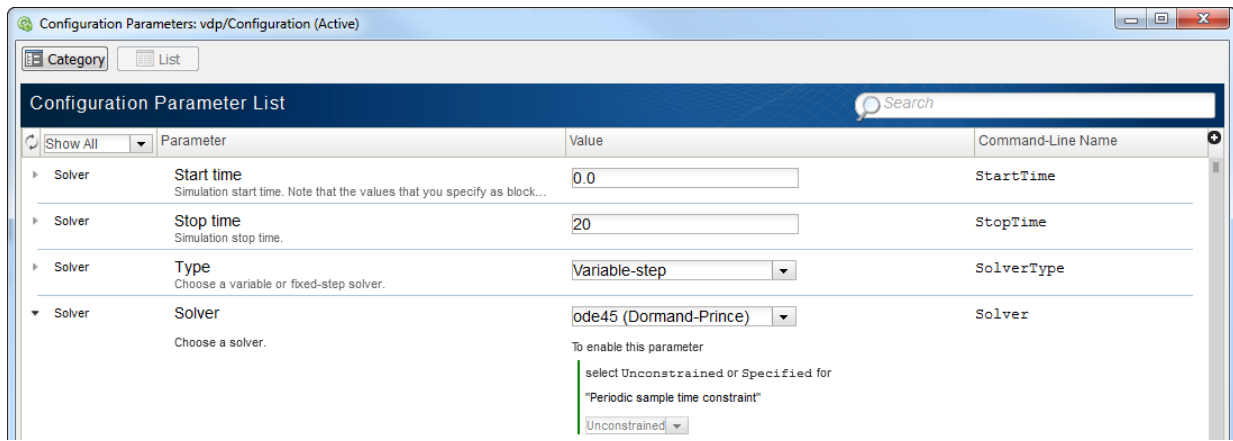 Configuration Parameters: vdp/Configuration (Active)
Category List
Configuration Parameter List Search
Show All Parameter Value Command-Line Name
Solver Start time 0.0 StartTime
Simulation start time. Note that the values that you specify as block...
Solver Stop time 20 StopTime
Simulation stop time.
Solver Type Variable-step SolverType
Choose a variable or fixed-step solver.
Solver Solver ode45 (Dormand-Prince) Solver
Choose a solver. To enable this parameter
select Unconstrained or Specified for
"Periodic sample time constraint"
Unconstrained